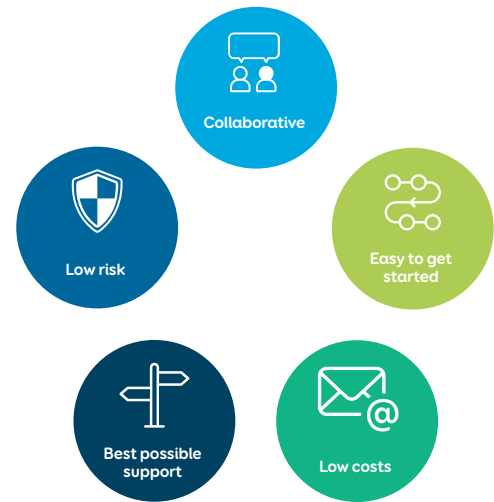 Collaborative
Low risk
Easy to get
started
Best possible
support
Low costs
@